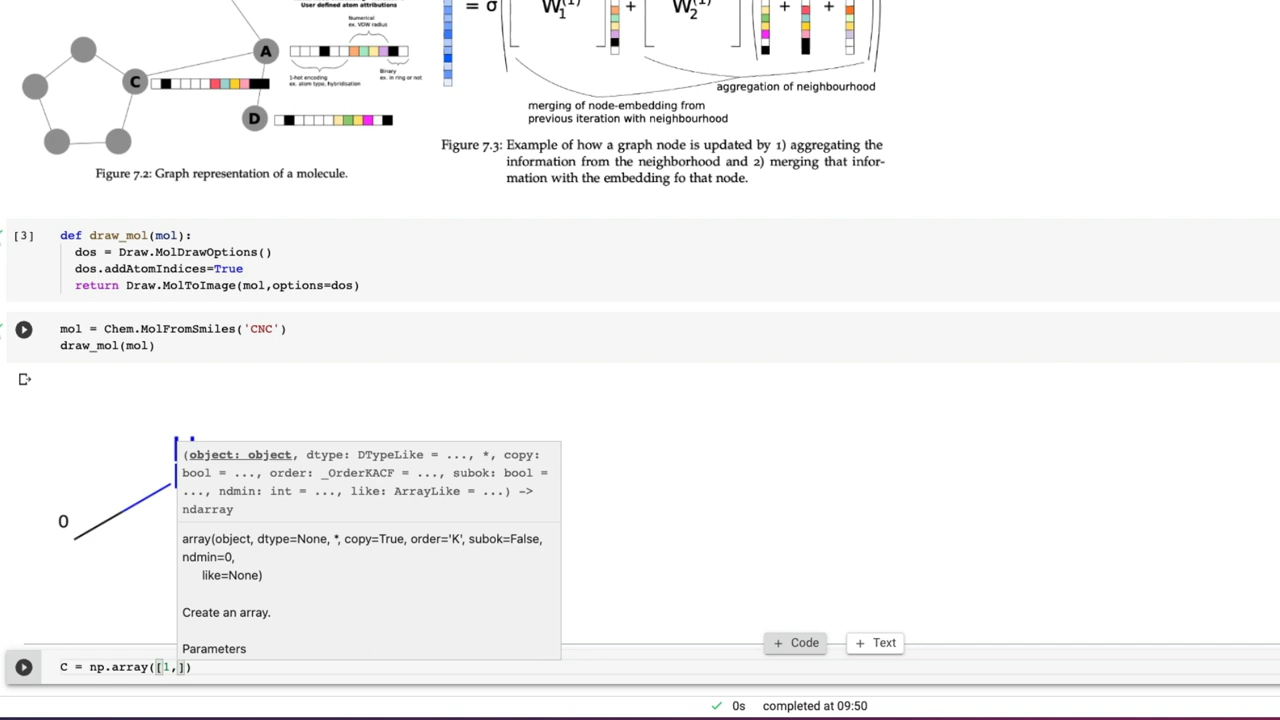 User defined atom attributions
Numerical
ex. VDW radius
A
C
1-hot encoding
ex. atom type, hybridisation
Binary
ex. in ring or not
D
Figure 7.2: Graph representation of a molecule.
= σ
W₁⁽¹⁾
+
W₂⁽¹⁾
+
+
aggregation of neighbourhood
merging of node-embedding from
previous iteration with neighbourhood
Figure 7.3: Example of how a graph node is updated by 1) aggregating the
information from the neighborhood and 2) merging that infor-
mation with the embedding fo that node.
[3]
def draw_mol(mol):
dos = Draw.MolDrawOptions()
dos.addAtomIndices=True
return Draw.MolToImage(mol,options=dos)
mol = Chem.MolFromSmiles('CNC')
draw_mol(mol)
0
(object: object, dtype: DTypeLike = ..., *, copy:
bool = ..., order: _OrderKACF = ..., subok: bool =
..., ndmin: int = ..., like: ArrayLike = ...) ->
ndarray
array(object, dtype=None, *, copy=True, order='K', subok=False,
ndmin=0,
like=None)
Create an array.
Parameters
+ Code
+ Text
C = np.array([1,])
0s completed at 09:50